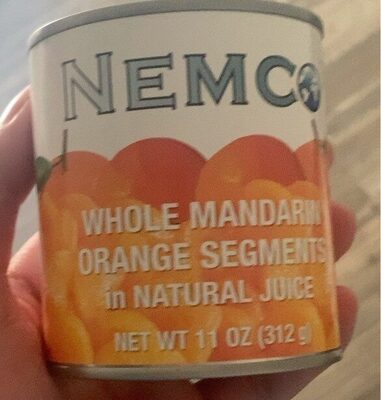 NEMCO
WHOLE MANDARIN
ORANGE SEGMENTS
in NATURAL JUICE
NET WT 11 OZ (312 g)